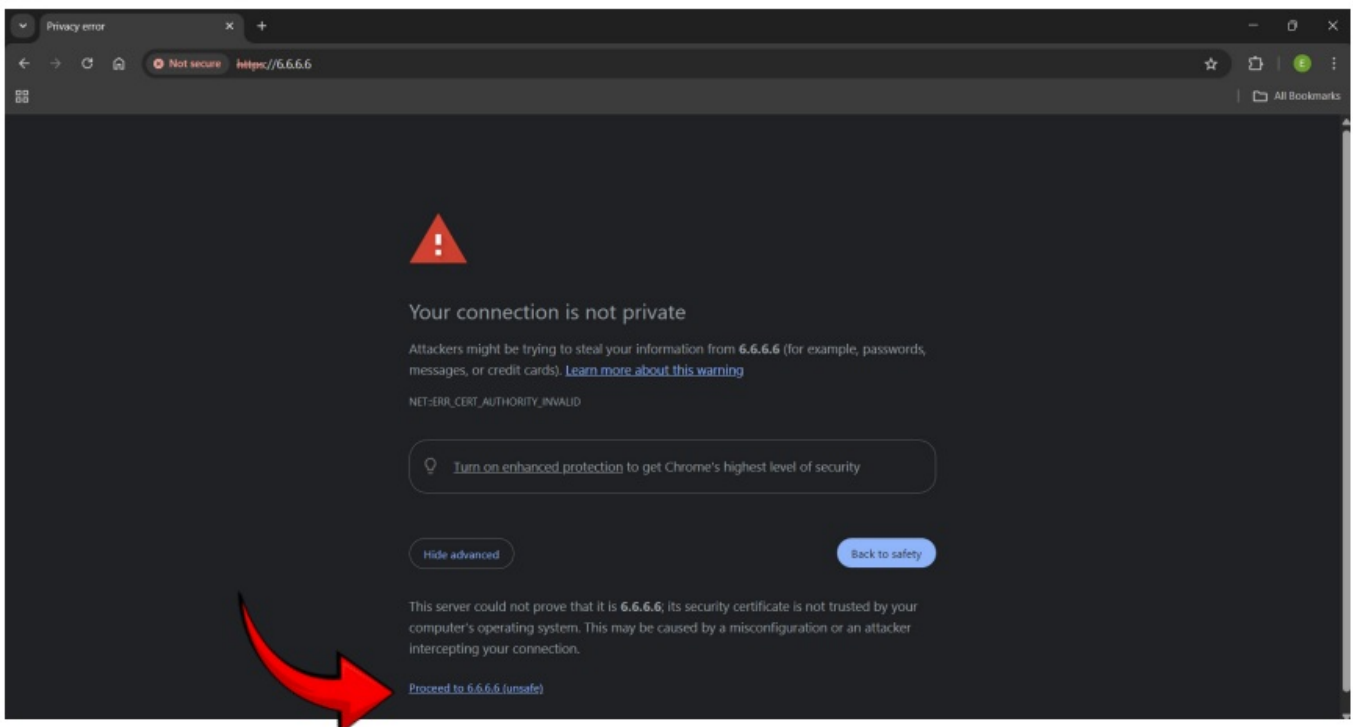 Privacy error
Not secure https://6.6.6.6
E
All Bookmarks
Your connection is not private
Attackers might be trying to steal your information from 6.6.6.6 (for example, passwords,
messages, or credit cards). Learn more about this warning
NET::ERR_CERT_AUTHORITY_INVALID
Turn on enhanced protection to get Chrome's highest level of security
Hide advanced
Back to safety
This server could not prove that it is 6.6.6.6; its security certificate is not trusted by your
computer's operating system. This may be caused by a misconfiguration or an attacker
intercepting your connection.
Proceed to 6.6.6.6 (unsafe)